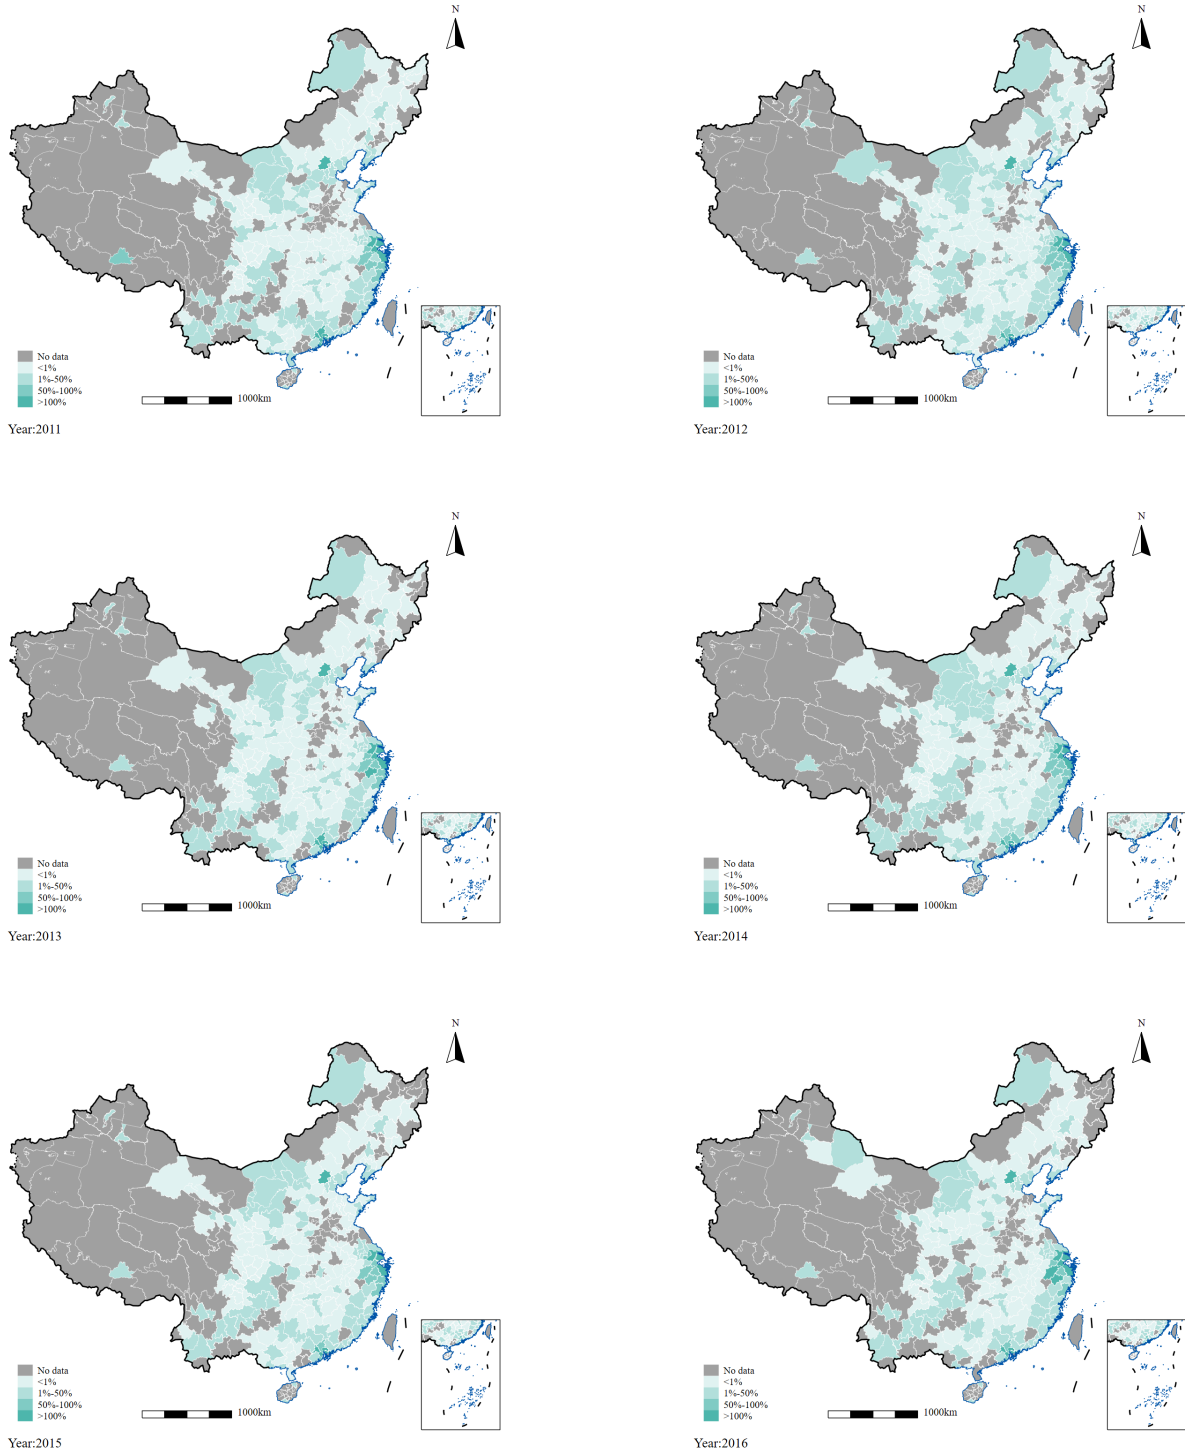 N
No data
<1%
1%-50%
50%-100%
>100%
1000km
Year:2011
N
No data
<1%
1%-50%
50%-100%
>100%
1000km
Year:2012
N
No data
<1%
1%-50%
50%-100%
>100%
1000km
Year:2013
N
No data
<1%
1%-50%
50%-100%
>100%
1000km
Year:2014
N
No data
<1%
1%-50%
50%-100%
>100%
1000km
Year:2015
N
No data
<1%
1%-50%
50%-100%
>100%
1000km
Year:2016